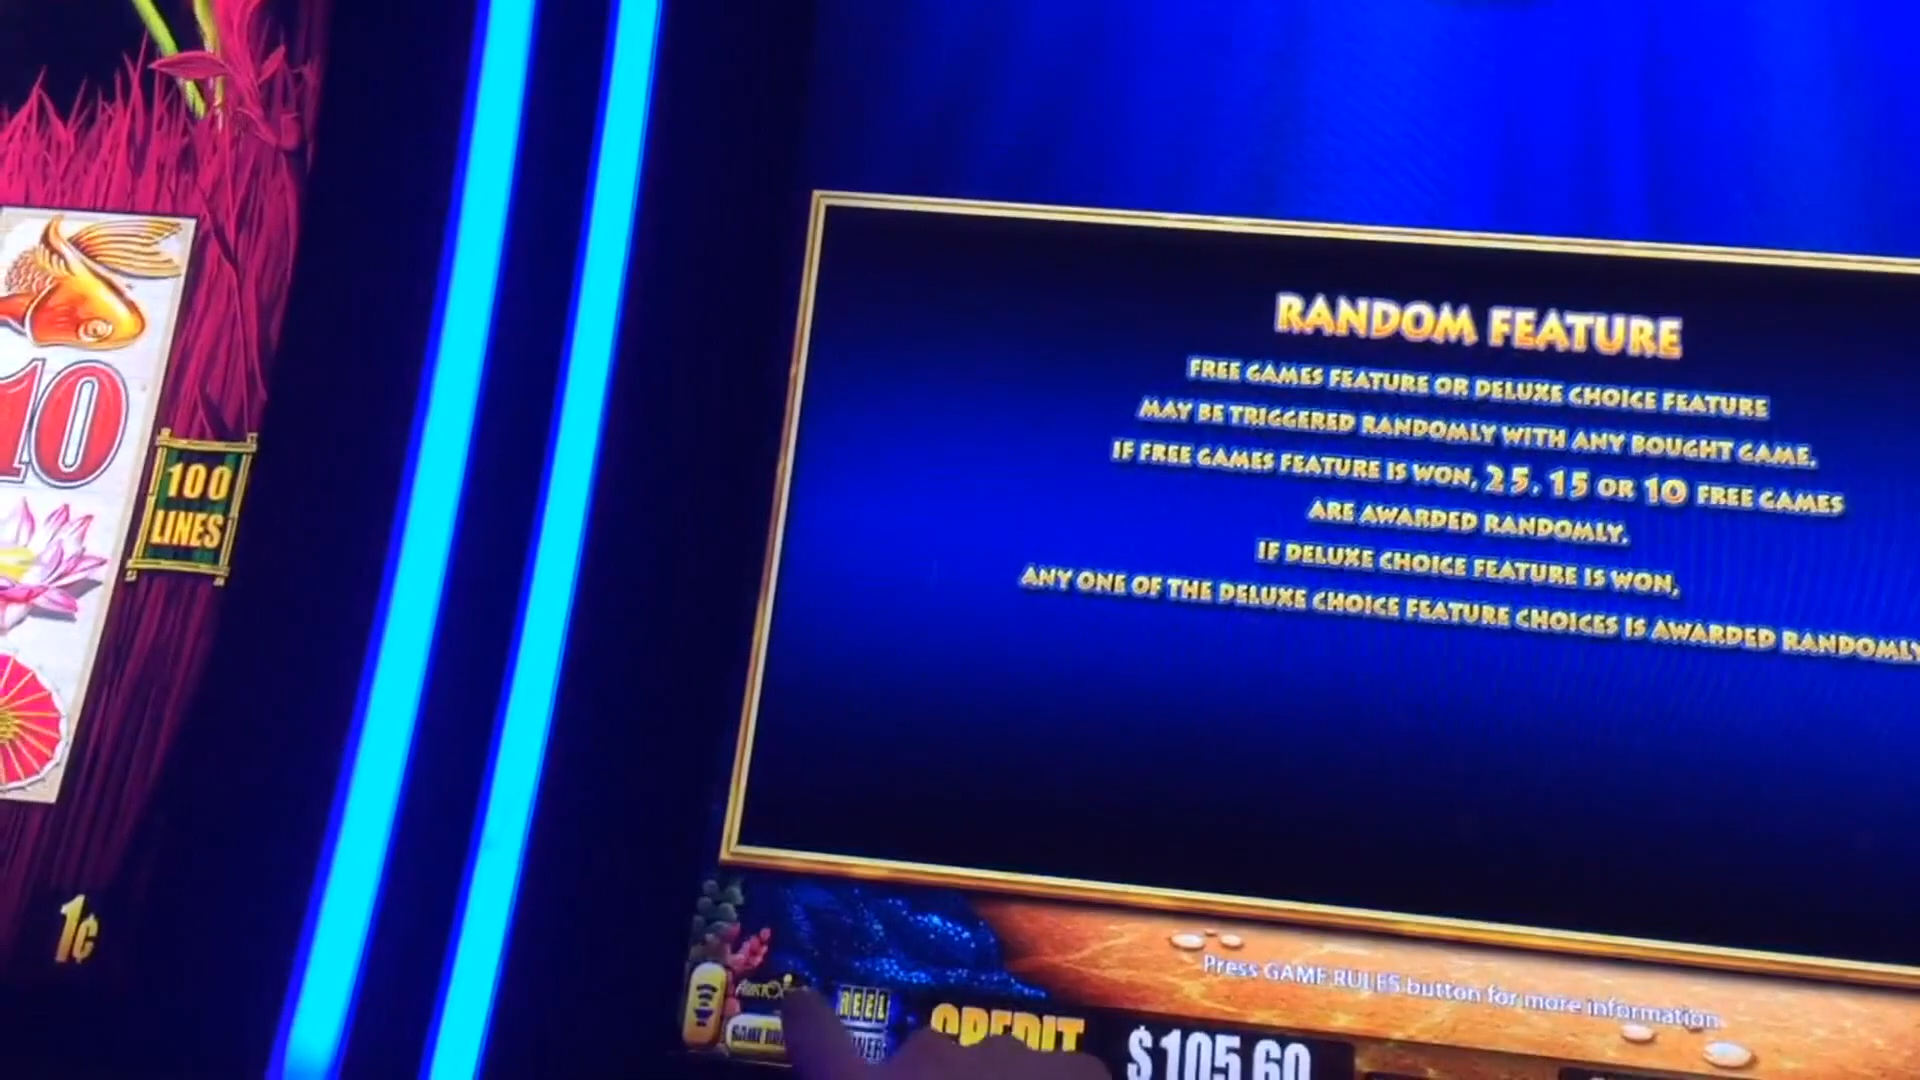 10
100
LINES
1¢
RANDOM FEATURE
FREE GAMES FEATURE OR DELUXE CHOICE FEATURE
MAY BE TRIGGERED RANDOMLY WITH ANY BOUGHT GAME.
IF FREE GAMES FEATURE IS WON, 25, 15 OR 10 FREE GAMES
ARE AWARDED RANDOMLY.
IF DELUXE CHOICE FEATURE IS WON,
ANY ONE OF THE DELUXE CHOICE FEATURE CHOICES IS AWARDED RANDOMLY
Press GAME RULES button for more information
REEL
GAME
CREDIT
$105.60